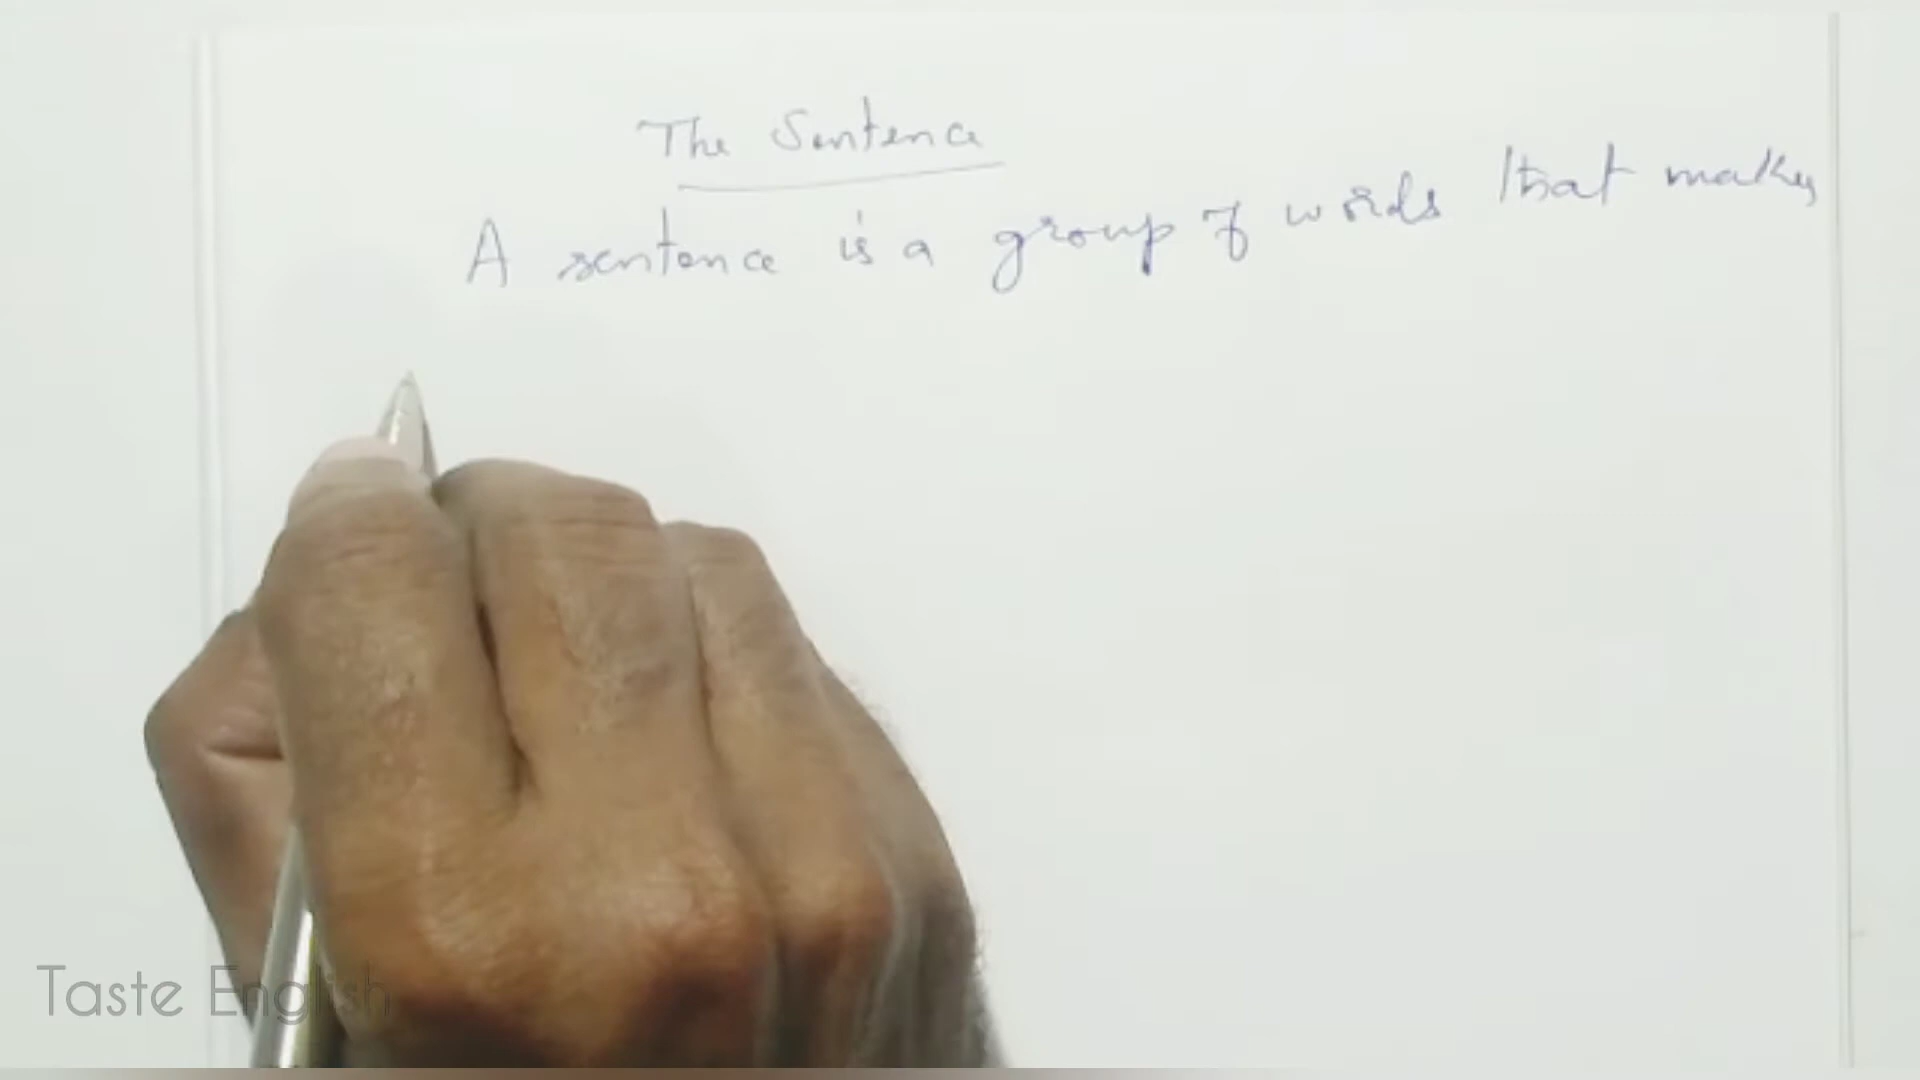 The Sentence
A sentence is a group of words that makes
Taste English